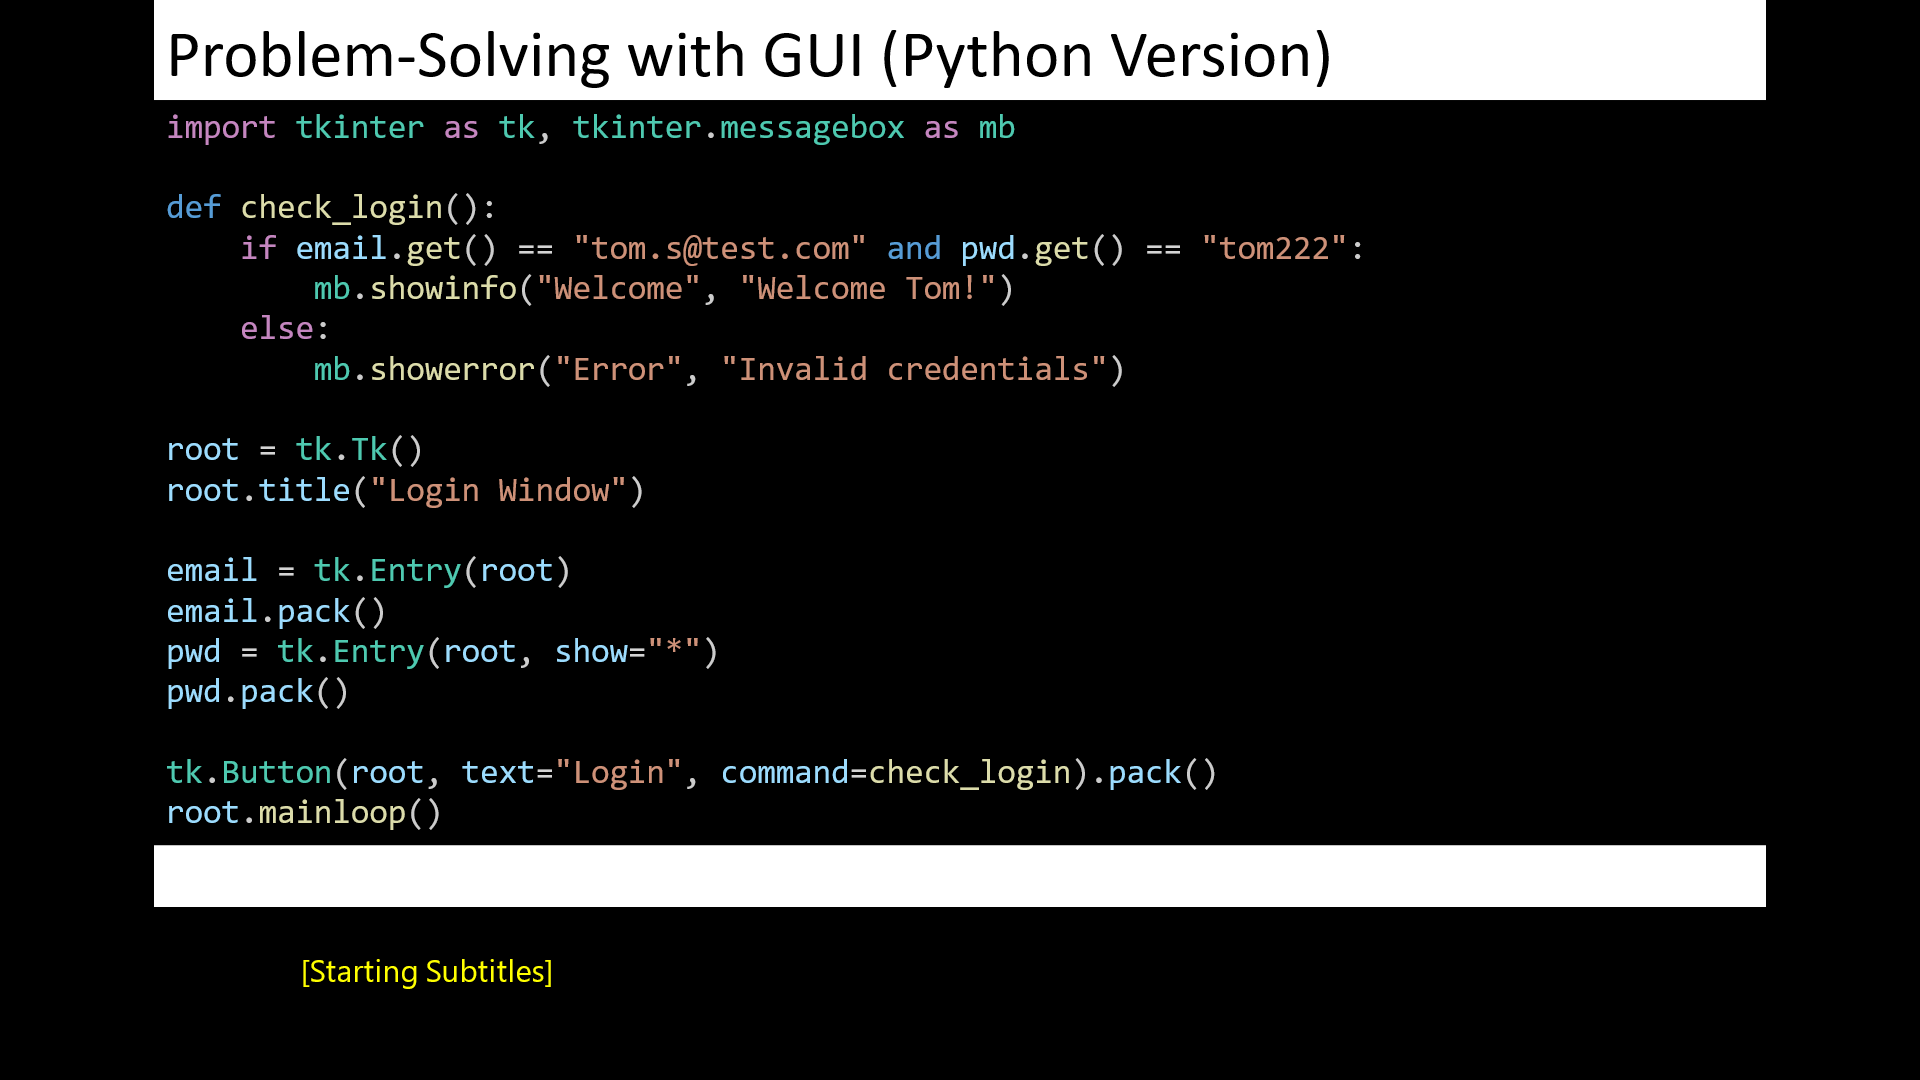 Problem-Solving with GUI (Python Version)
import tkinter as tk, tkinter.messagebox as mb
def check_login():
    if email.get() == "tom.s@test.com" and pwd.get() == "tom222":
        mb.showinfo("Welcome", "Welcome Tom!")
    else:
        mb.showerror("Error", "Invalid credentials")
root = tk.Tk()
root.title("Login Window")
email = tk.Entry(root)
email.pack()
pwd = tk.Entry(root, show="*")
pwd.pack()
tk.Button(root, text="Login", command=check_login).pack()
root.mainloop()
[Starting Subtitles]